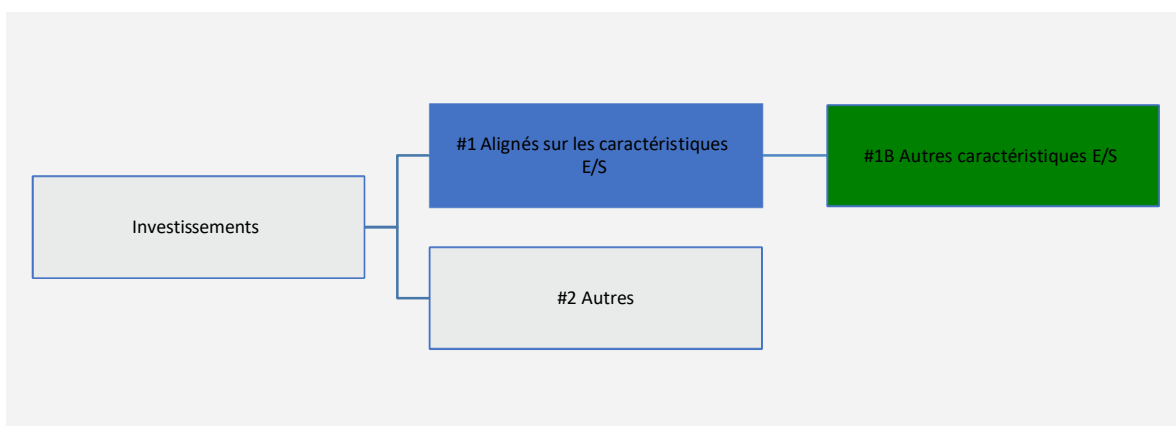 #1 Alignés sur les caractéristiques
E/S
#1B Autres caractéristiques E/S
Investissements
#2 Autres